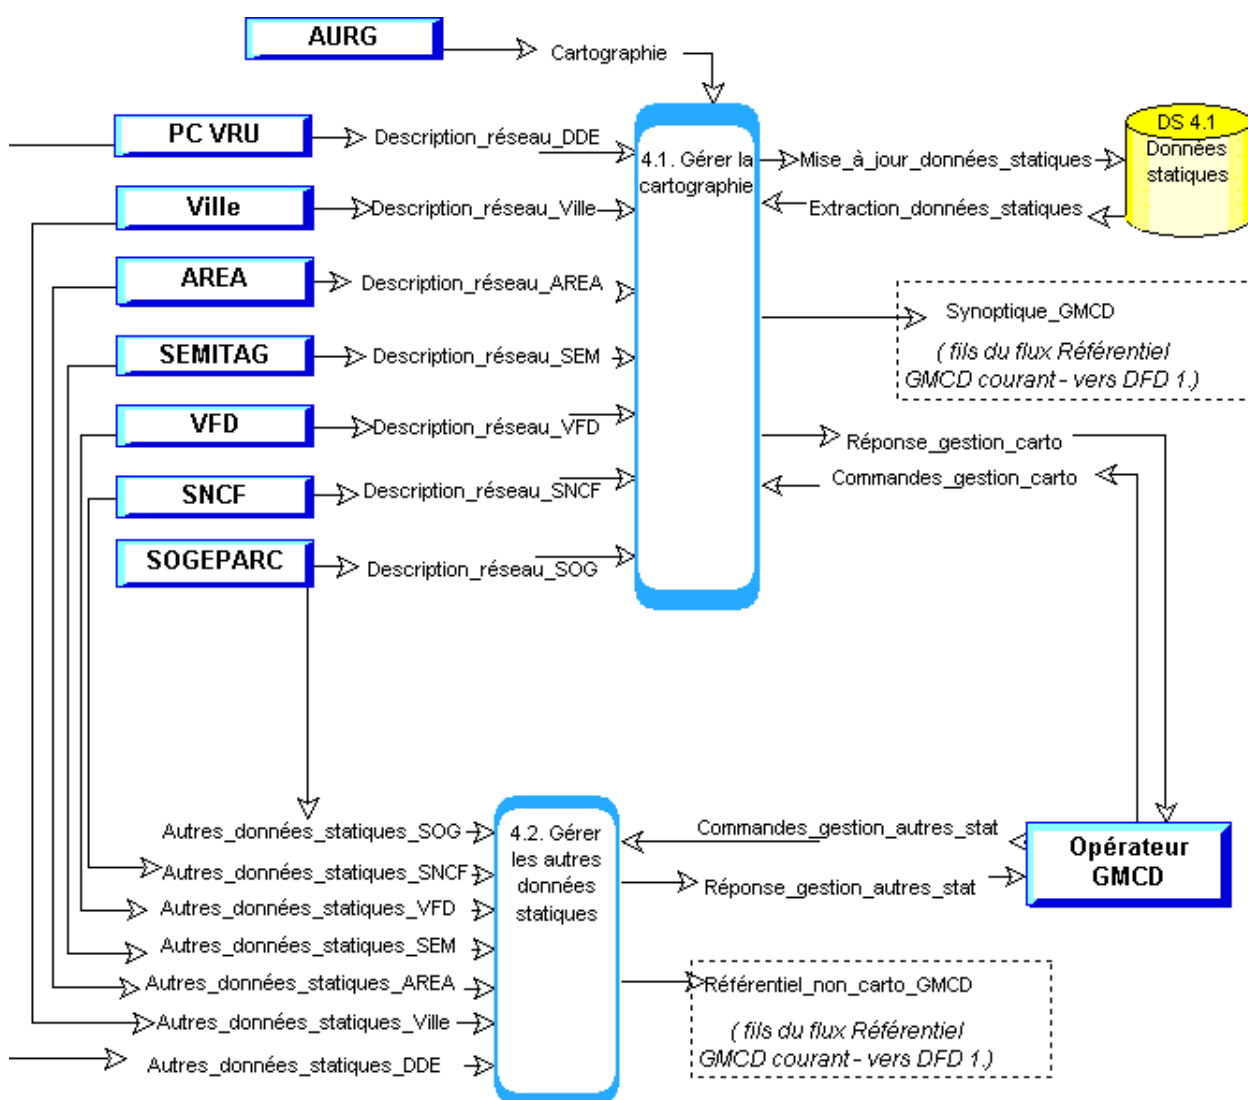 AURG
Cartographie
PC VRU
Description_réseau_DDE
4.1. Gérer la
cartographie
Mise_à_jour_données_statiques
DS 4.1
Données
statiques
Ville
Description_réseau_Ville
Extraction_données_statiques
AREA
Description_réseau_AREA
Synoptique_GMCD
( fils du flux Référentiel
GMCD courant - vers DFD 1.)
SEMITAG
Description_réseau_SEM
VFD
Description_réseau_VFD
Réponse_gestion_carto
SNCF
Description_réseau_SNCF
Commandes_gestion_carto
SOGEPARC
Description_réseau_SOG
Autres_données_statiques_SOG
4.2. Gérer
les autres
données
statiques
Commandes_gestion_autres_stat
Opérateur
GMCD
Autres_données_statiques_SNCF
Réponse_gestion_autres_stat
Autres_données_statiques_VFD
Autres_données_statiques_SEM
Autres_données_statiques_AREA
Référentiel_non_carto_GMCD
( fils du flux Référentiel
GMCD courant - vers DFD 1.)
Autres_données_statiques_Ville
Autres_données_statiques_DDE